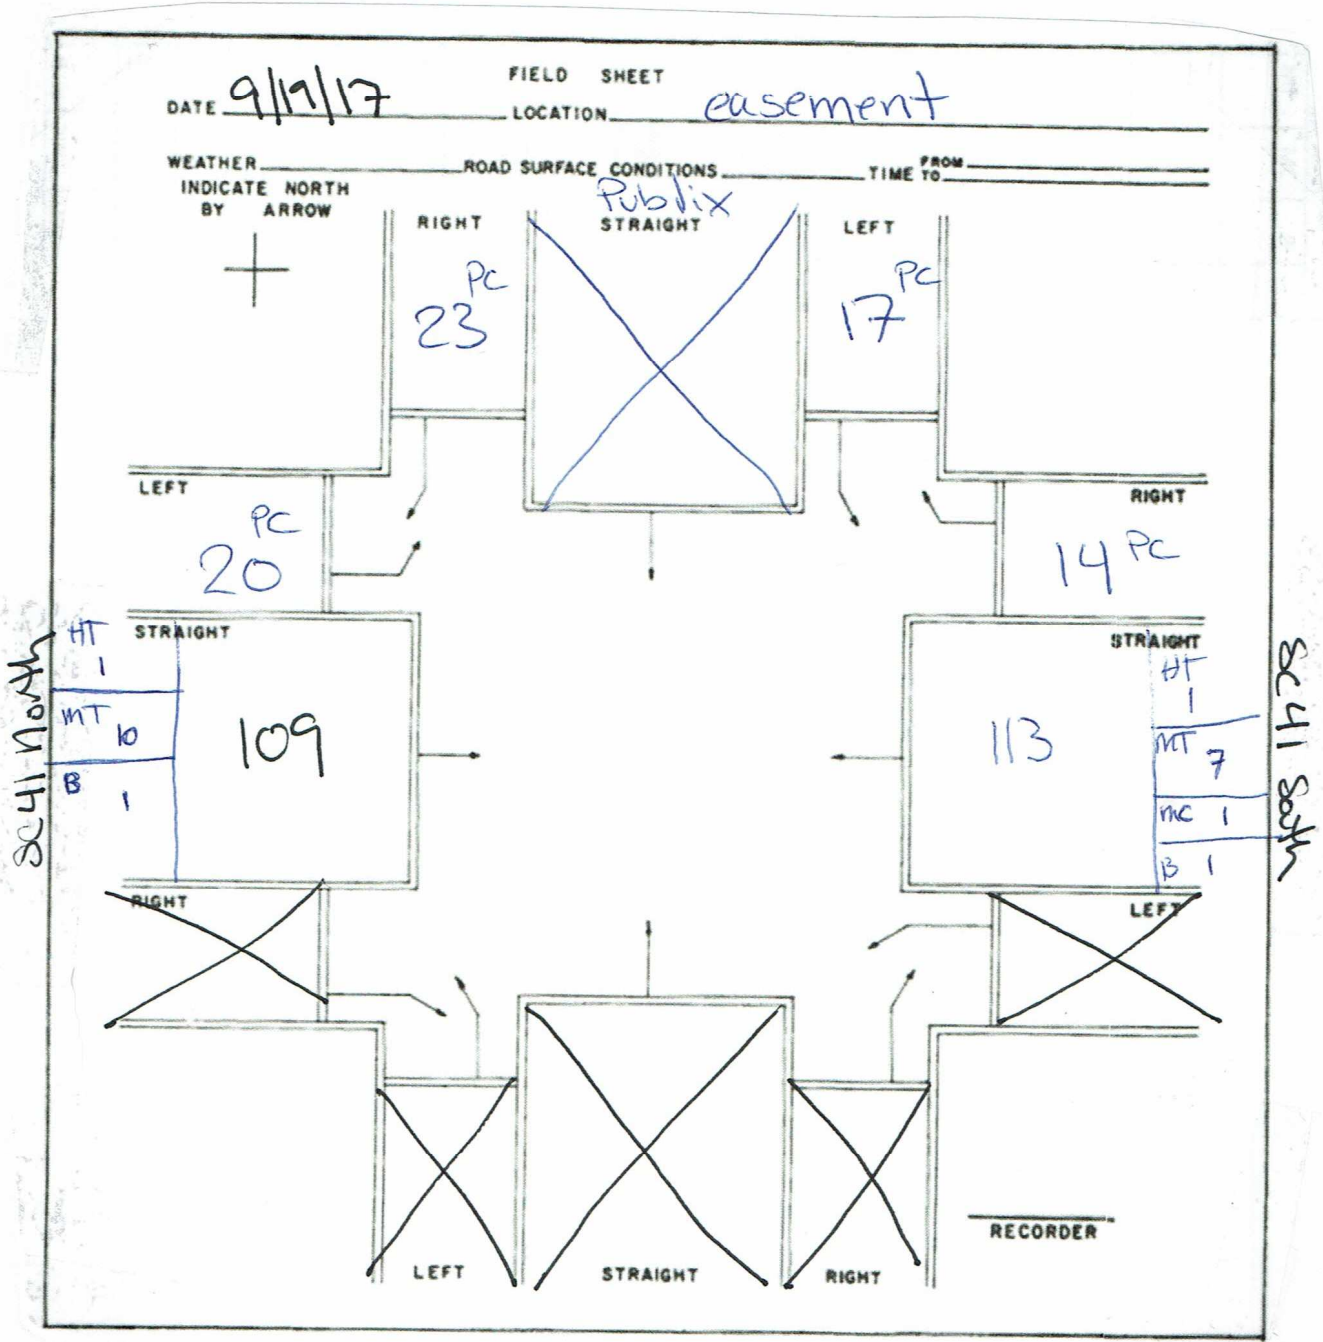 FIELD SHEET
DATE 9/19/17 LOCATION easement
WEATHER ROAD SURFACE CONDITIONS TIME FROM TO
INDICATE NORTH
BY ARROW
Publix
RIGHT STRAIGHT LEFT
PC PC
23 17
LEFT RIGHT
PC
20 14 PC
STRAIGHT STRAIGHT
SC 41 North
HT
1
MT 10
B 1
109
113
HT
1
MT 7
MC 1
B 1
SC 41 South
RIGHT LEFT
LEFT STRAIGHT RIGHT
RECORDER